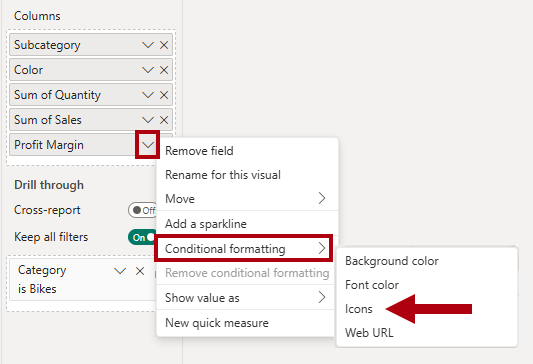 Columns
Subcategory
Color
Sum of Quantity
Sum of Sales
Profit Margin
Remove field
Rename for this visual
Move
Add a sparkline
Conditional formatting
Remove conditional formatting
Show value as
New quick measure
Background color
Font color
Icons
Web URL
Drill through
Cross-report
Off
Keep all filters
On
Category
is Bikes